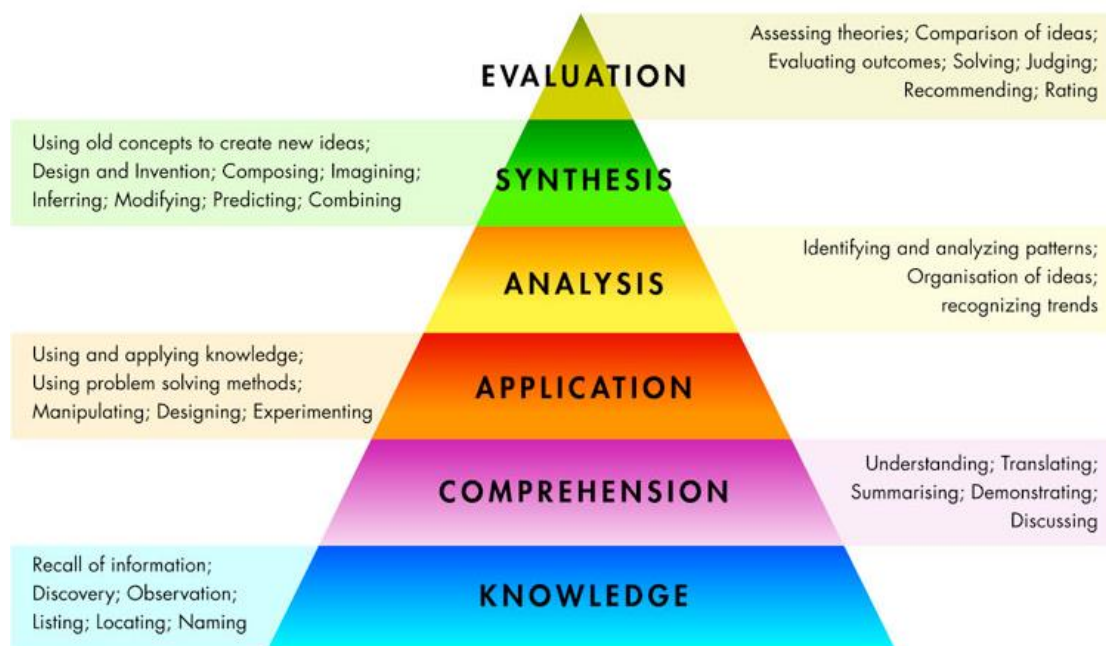 Assessing theories; Comparison of ideas;
Evaluating outcomes; Solving; Judging;
Recommending; Rating
EVALUATION
Using old concepts to create new ideas;
Design and Invention; Composing; Imagining;
Inferring; Modifying; Predicting; Combining
SYNTHESIS
Identifying and analyzing patterns;
Organisation of ideas;
recognizing trends
ANALYSIS
Using and applying knowledge;
Using problem solving methods;
Manipulating; Designing; Experimenting
APPLICATION
Understanding; Translating;
Summarising; Demonstrating;
Discussing
COMPREHENSION
Recall of information;
Discovery; Observation;
Listing; Locating; Naming
KNOWLEDGE